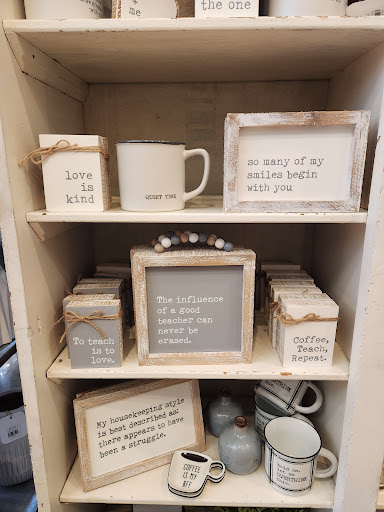 + me
the one
love
is
kind
QUIET TIME
so many of my
smiles begin
with you
The influence
of a good
teacher can
never be
erased.
To teach
is to
love.
Coffee,
Teach,
Repeat.
My housekeeping style
is best described as:
there appears to have
been a struggle.
COFFEE
IS MY
BFF